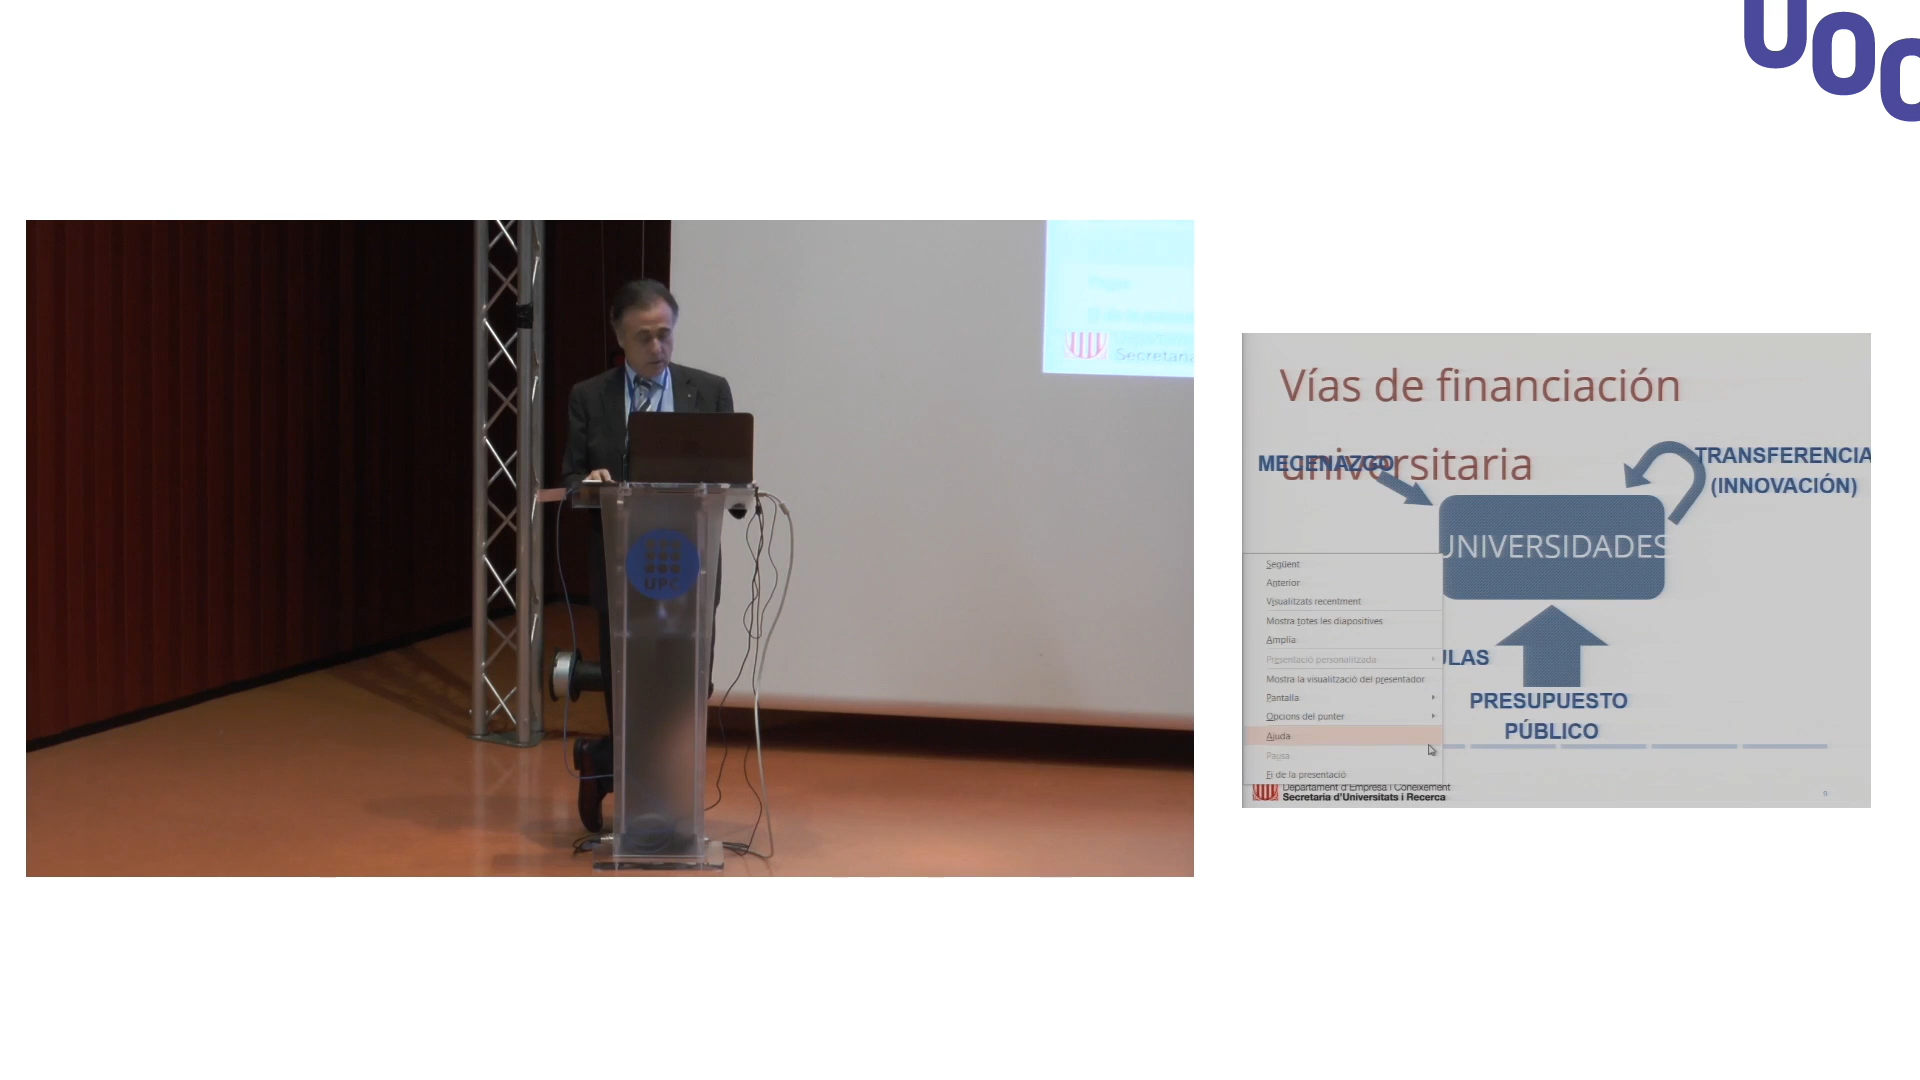 UOC
Secretaria
UPC
Vías de financiación
universitaria
MECENAZGO
TRANSFERENCIA
(INNOVACIÓN)
UNIVERSIDADES
ULAS
PRESUPUESTO
PÚBLICO
Següent
Anterior
Visualitzats recentment
Mostra totes les diapositives
Amplia
Presentació personalitzada
Mostra la visualització del presentador
Pantalla
Opcions del punter
Ajuda
Pausa
Fi de la presentació
Departament d'Empresa i Coneixement
Secretaria d'Universitats i Recerca
9